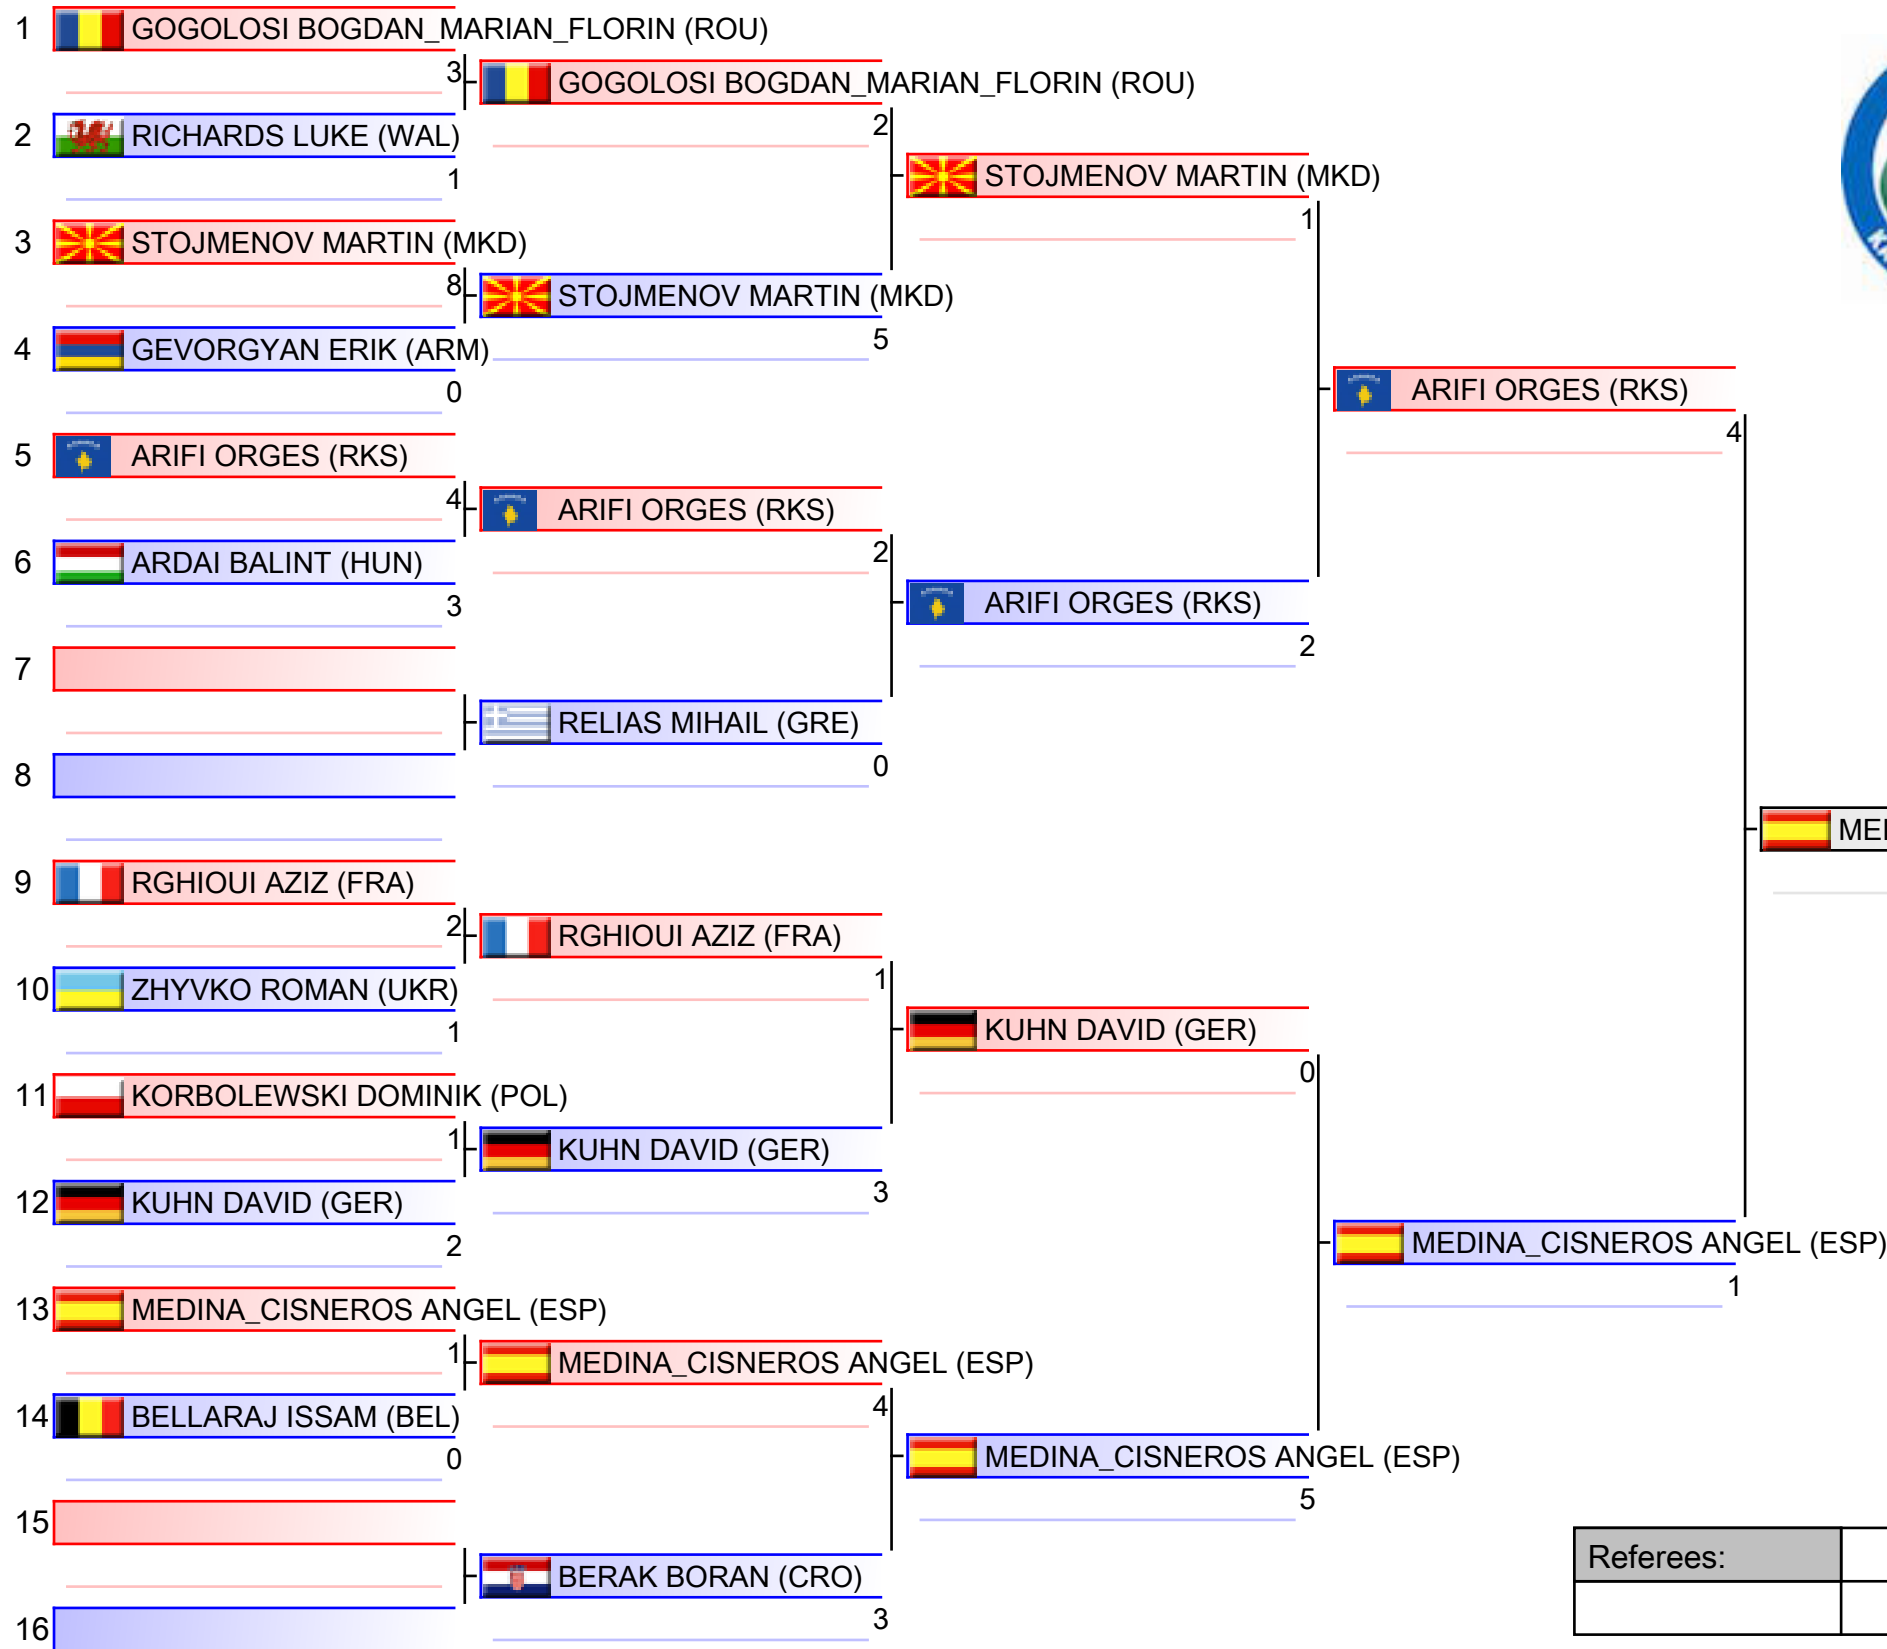 1 GOGOLOSI BOGDAN_MARIAN_FLORIN (ROU)
3 GOGOLOSI BOGDAN_MARIAN_FLORIN (ROU)
2 RICHARDS LUKE (WAL)
2
1
STOJMENOV MARTIN (MKD)
1
3 STOJMENOV MARTIN (MKD)
8 STOJMENOV MARTIN (MKD)
5
4 GEVORGYAN ERIK (ARM)
0
ARIFI ORGES (RKS)
4
5 ARIFI ORGES (RKS)
4 ARIFI ORGES (RKS)
2
6 ARDAI BALINT (HUN)
3
ARIFI ORGES (RKS)
2
7
RELIAS MIHAIL (GRE)
0
8
MEI
9 RGHIOUI AZIZ (FRA)
2 RGHIOUI AZIZ (FRA)
1
10 ZHYVKO ROMAN (UKR)
1
KUHN DAVID (GER)
0
11 KORBOLEWSKI DOMINIK (POL)
1 KUHN DAVID (GER)
3
12 KUHN DAVID (GER)
2
MEDINA_CISNEROS ANGEL (ESP)
1
13 MEDINA_CISNEROS ANGEL (ESP)
1 MEDINA_CISNEROS ANGEL (ESP)
4
14 BELLARAJ ISSAM (BEL)
0
MEDINA_CISNEROS ANGEL (ESP)
5
15
BERAK BORAN (CRO)
3
16
Referees: